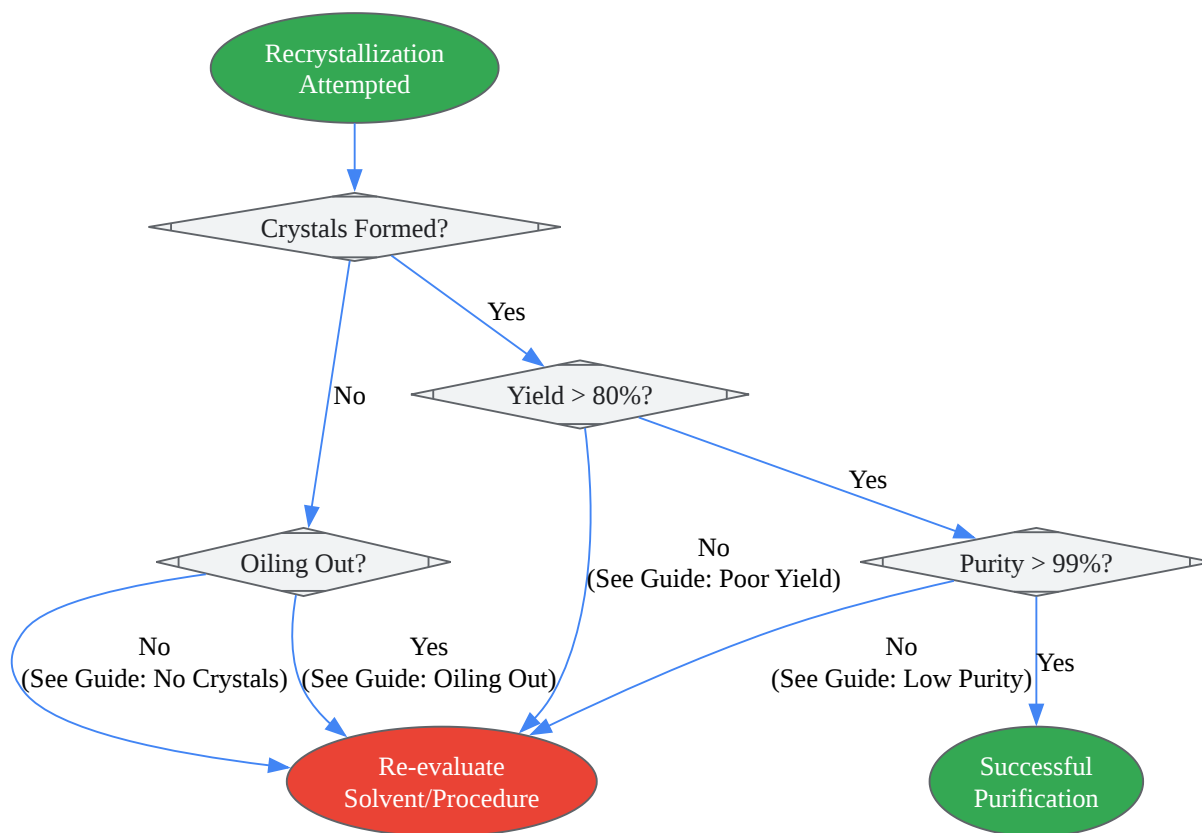 Recrystallization
Attempted
Crystals Formed?
Yes
No
Yield > 80%?
Yes
Oiling Out?
No
(See Guide: Poor Yield)
Purity > 99%?
No
(See Guide: No Crystals)
Yes
(See Guide: Oiling Out)
No
(See Guide: Low Purity)
Yes
Re-evaluate
Solvent/Procedure
Successful
Purification